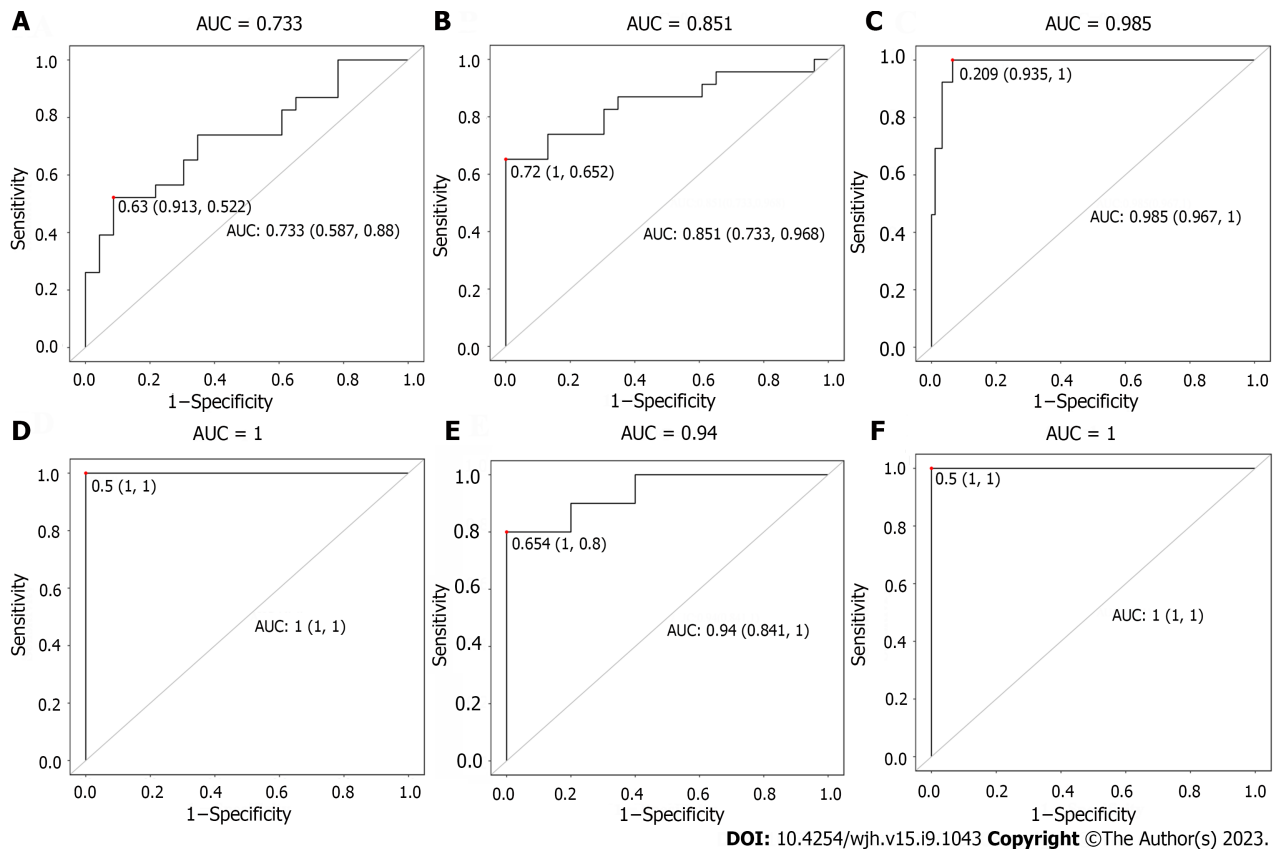 A
AUC = 0.733
1.0
0.8
0.6
0.4
0.2
0.0
Sensitivity
0.63 (0.913, 0.522)
AUC: 0.733 (0.587, 0.88)
0.0 0.2 0.4 0.6 0.8 1.0
1−Specificity
B
AUC = 0.851
1.0
0.8
0.6
0.4
0.2
0.0
Sensitivity
0.72 (1, 0.652)
AUC: 0.851 (0.733, 0.968)
0.0 0.2 0.4 0.6 0.8 1.0
1−Specificity
C
AUC = 0.985
1.0
0.8
0.6
0.4
0.2
0.0
Sensitivity
0.209 (0.935, 1)
AUC: 0.985 (0.967, 1)
0.0 0.2 0.4 0.6 0.8 1.0
1−Specificity
D
AUC = 1
1.0
0.8
0.6
0.4
0.2
0.0
Sensitivity
0.5 (1, 1)
AUC: 1 (1, 1)
0.0 0.2 0.4 0.6 0.8 1.0
1−Specificity
E
AUC = 0.94
1.0
0.8
0.6
0.4
0.2
0.0
Sensitivity
0.654 (1, 0.8)
AUC: 0.94 (0.841, 1)
0.0 0.2 0.4 0.6 0.8 1.0
1−Specificity
F
AUC = 1
1.0
0.8
0.6
0.4
0.2
0.0
Sensitivity
0.5 (1, 1)
AUC: 1 (1, 1)
0.0 0.2 0.4 0.6 0.8 1.0
1−Specificity
DOI: 10.4254/wjh.v15.i9.1043 Copyright ©The Author(s) 2023.